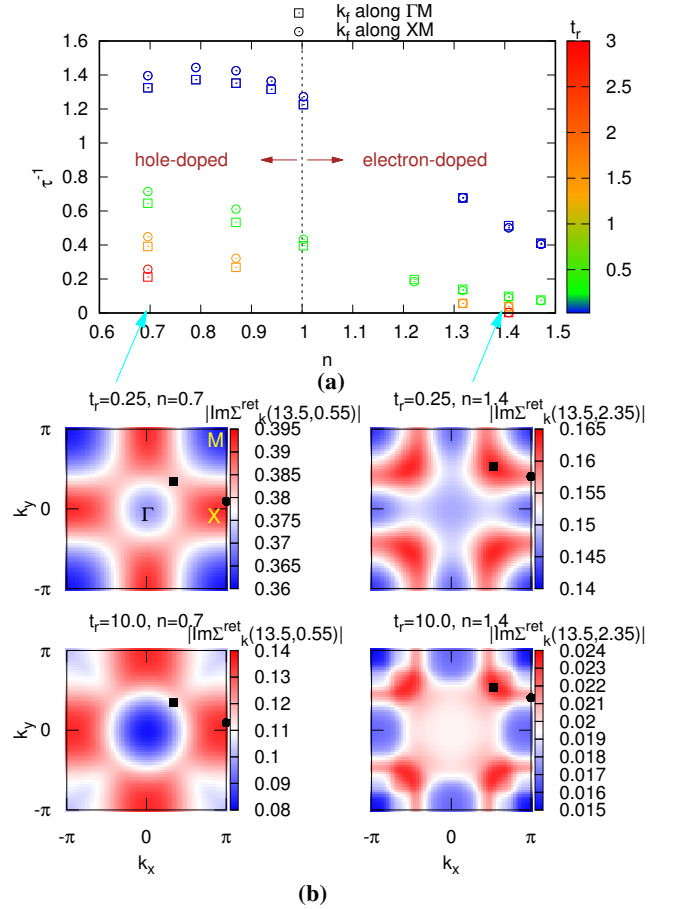 k_f along ΓM
k_f along XM
t_r
1.6
1.4
1.2
1
0.8
0.6
0.4
0.2
0
τ^-1
hole-doped
electron-doped
3
2.5
2
1.5
1
0.5
0.6 0.7 0.8 0.9 1 1.1 1.2 1.3 1.4 1.5
n
(a)
t_r=0.25, n=0.7
|ImΣ^ret_k(13.5,0.55)|
π
0
-π
k_y
M
Γ
X
0.395
0.39
0.385
0.38
0.375
0.37
0.365
0.36
t_r=0.25, n=1.4
|ImΣ^ret_k(13.5,2.35)|
0.165
0.16
0.155
0.15
0.145
0.14
t_r=10.0, n=0.7
|ImΣ^ret_k(13.5,0.55)|
π
0
-π
k_y
-π 0 π
k_x
0.14
0.13
0.12
0.11
0.1
0.09
0.08
t_r=10.0, n=1.4
|ImΣ^ret_k(13.5,2.35)|
-π 0 π
k_x
0.024
0.023
0.022
0.021
0.02
0.019
0.018
0.017
0.016
0.015
(b)